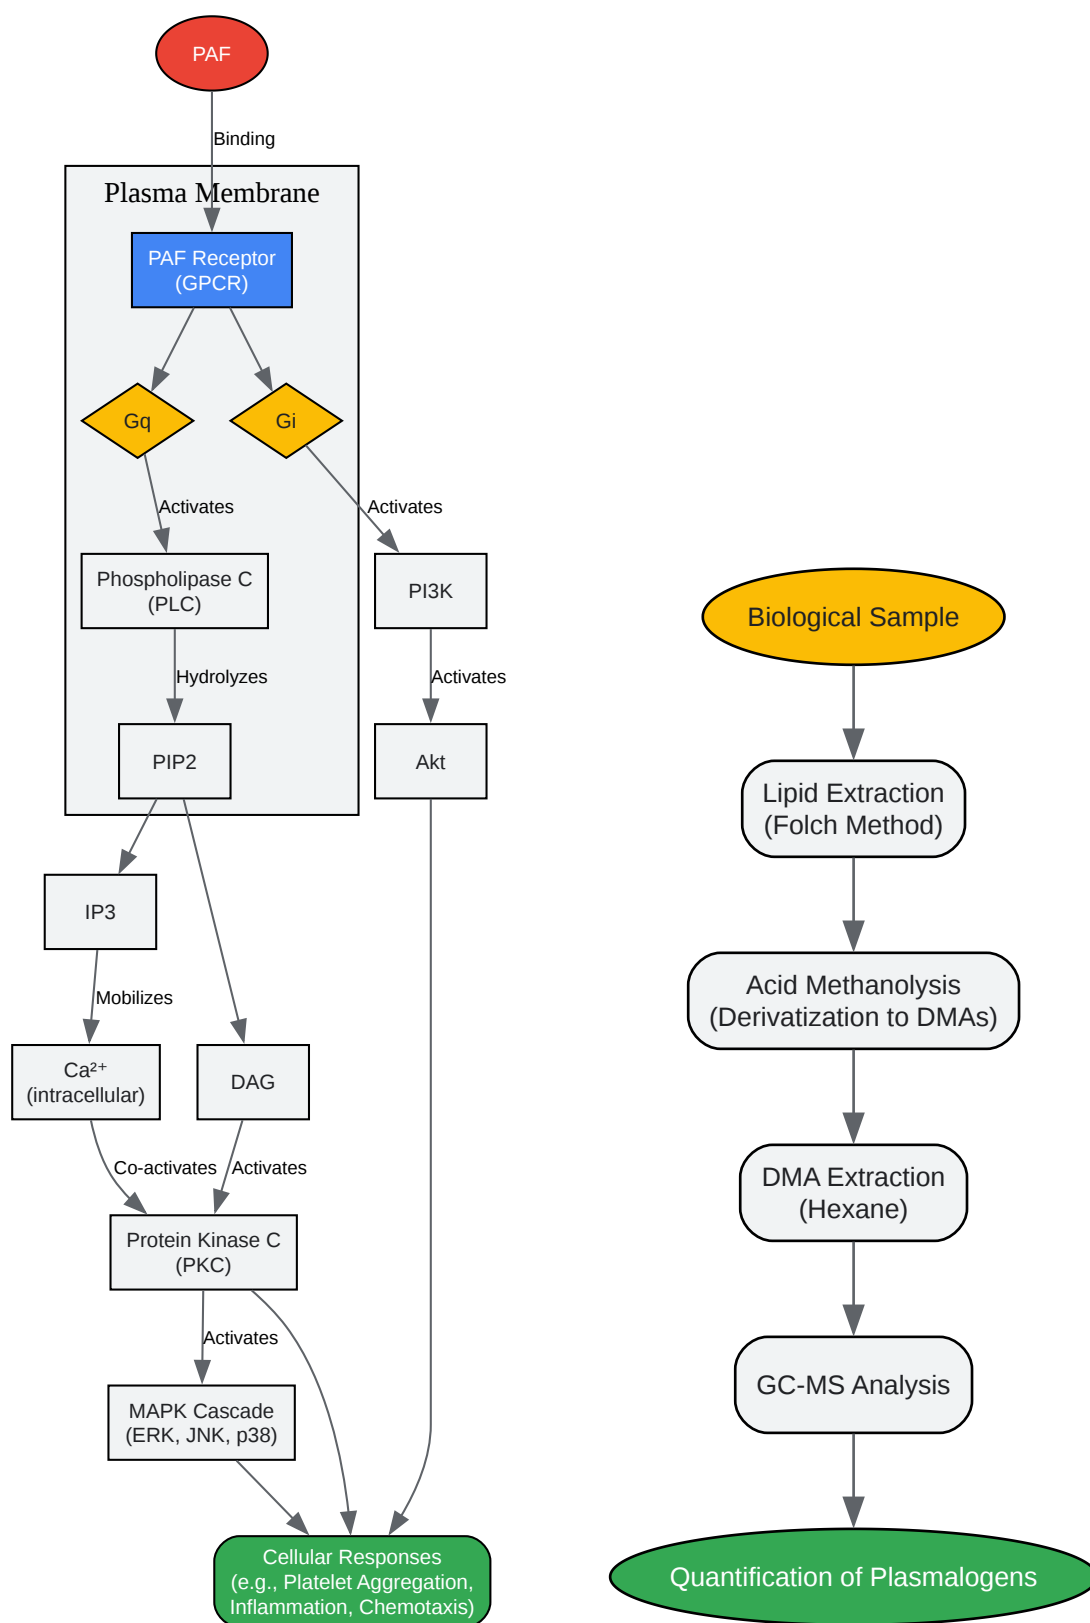 PAF
Binding
Plasma Membrane
PAF Receptor
(GPCR)
Gq
Gi
Activates
Activates
Phospholipase C
(PLC)
PI3K
Hydrolyzes
Activates
PIP2
Akt
IP3
Mobilizes
Ca²⁺
(intracellular)
DAG
Co-activates
Activates
Protein Kinase C
(PKC)
Activates
MAPK Cascade
(ERK, JNK, p38)
Cellular Responses
(e.g., Platelet Aggregation,
Inflammation, Chemotaxis)
Biological Sample
Lipid Extraction
(Folch Method)
Acid Methanolysis
(Derivatization to DMAs)
DMA Extraction
(Hexane)
GC-MS Analysis
Quantification of Plasmalogens